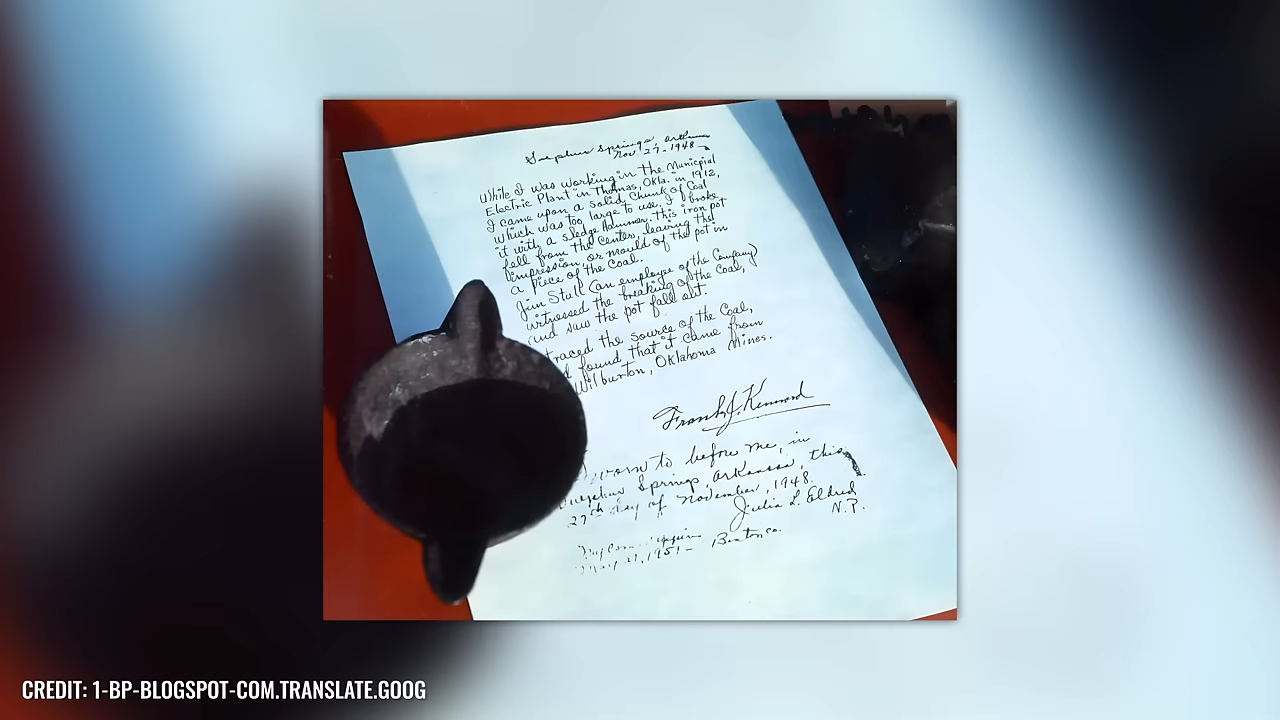 Sulphur Springs, Arkansas
Nov. 27 - 1948 -
While I was working in the Municipal
Electric Plant in Thomas, Okla. in 1912,
I came upon a solid chunk of coal
which was too large to use. I broke
it with a sledge hammer. This iron pot
fell from the center, leaving the
impression, or mould of the pot in
a piece of the coal.
Jim Stull (an employee of the Company)
witnessed the breaking of the coal,
and saw the pot fall out.
traced the source of the Coal,
found that it came from
Wilburton, Oklahoma Mines.
Frank J. Kenwood
Sworn to before me, in
Sulphur Springs, Arkansas, this
27th day of November, 1948.
Julia L. Eldred
N.P.
My Com
May 21, 1951 - Benton Co.
CREDIT: 1-BP-BLOGSPOT-COM.TRANSLATE.GOOG